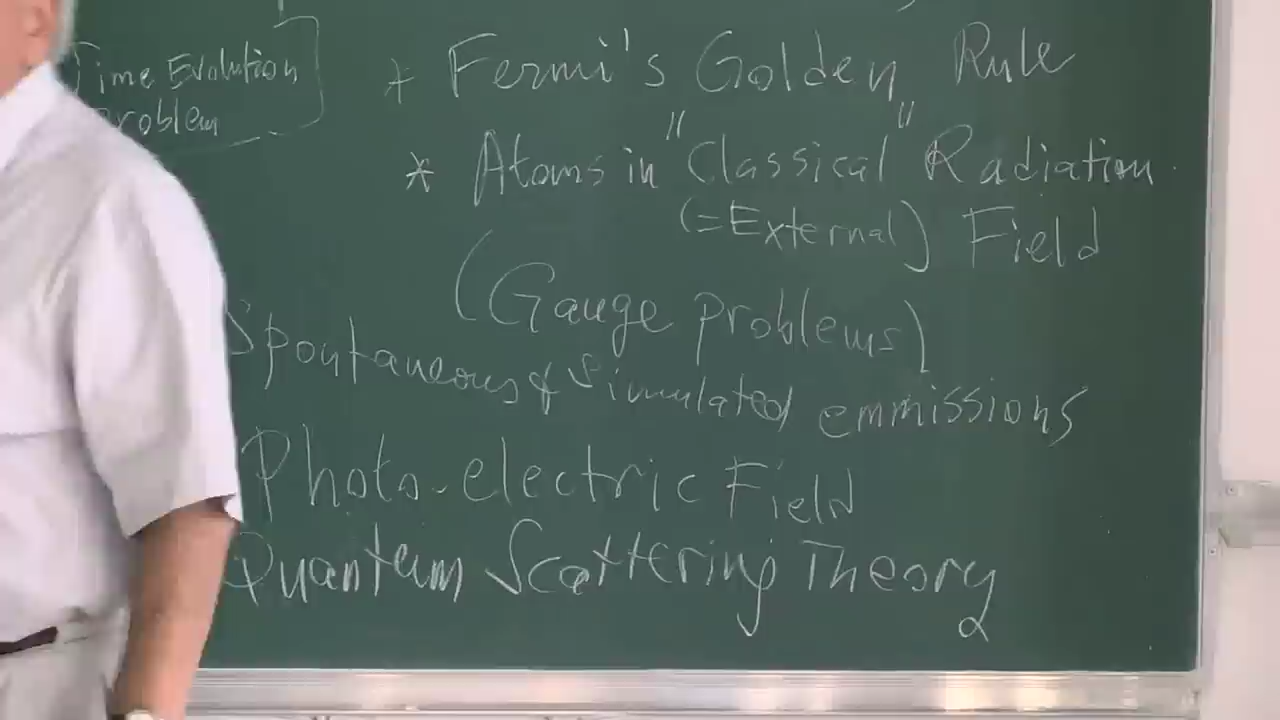 Time Evolution
Problem
* Fermi's Golden Rule
* Atoms in "Classical" Radiation
(=External) Field
(Gauge problems)
Spontaneous & Simulated emmissions
Photo-electric Field
Quantum Scattering Theory